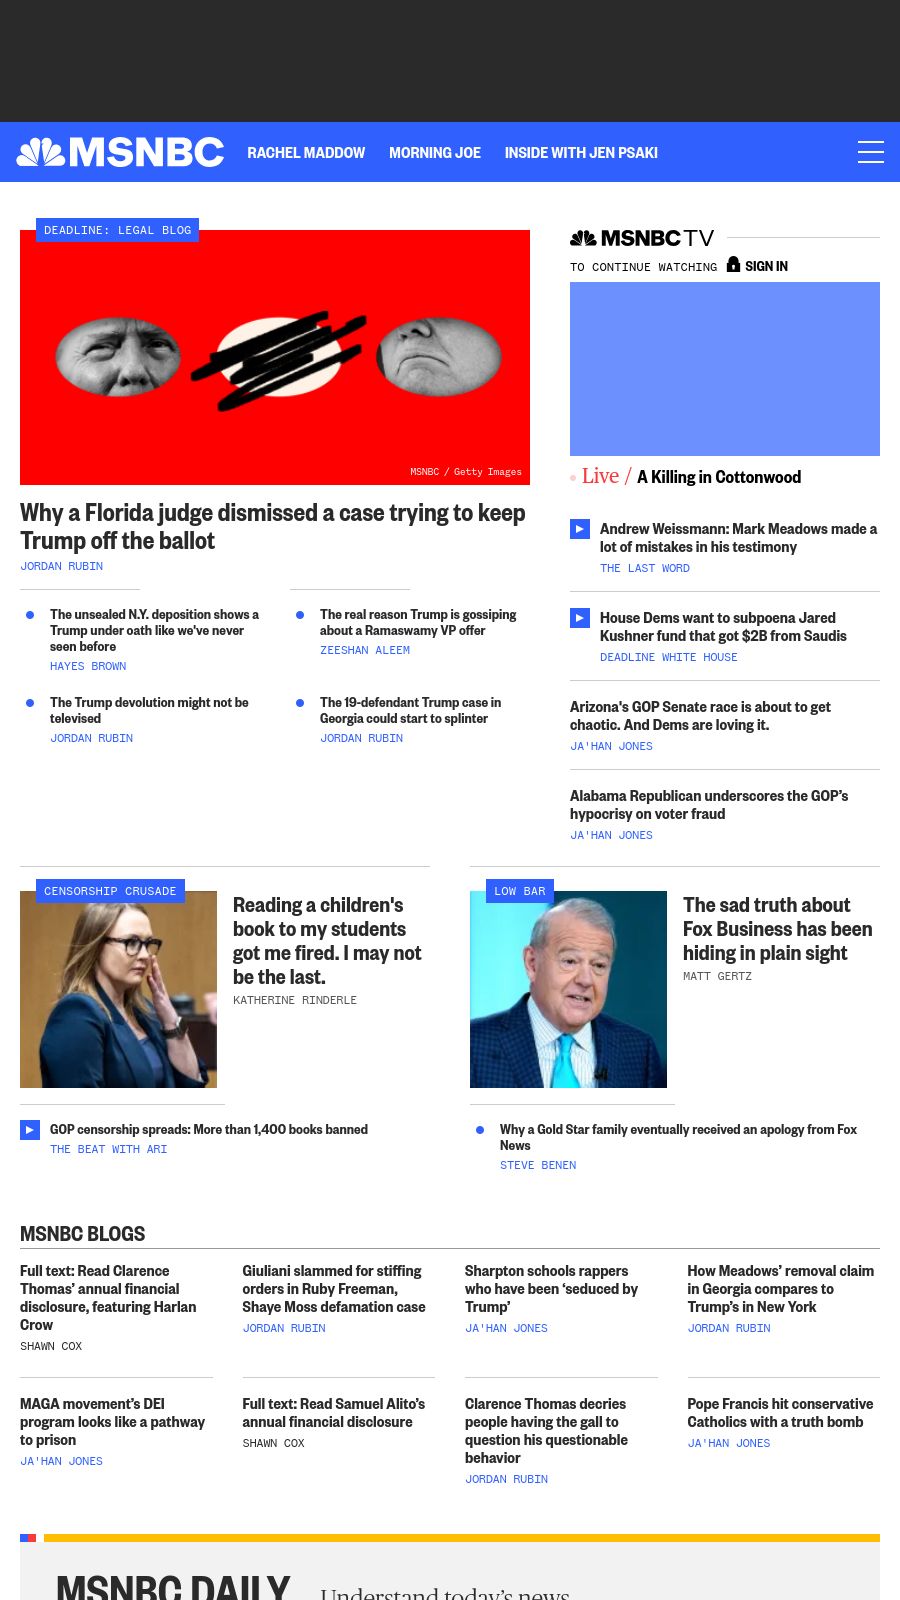 MSNBC
RACHEL MADDOW
MORNING JOE
INSIDE WITH JEN PSAKI
DEADLINE: LEGAL BLOG
MSNBC / Getty Images
Why a Florida judge dismissed a case trying to keep
Trump off the ballot
JORDAN RUBIN
The unsealed N.Y. deposition shows a
Trump under oath like we've never
seen before
HAYES BROWN
The real reason Trump is gossiping
about a Ramaswamy VP offer
ZEESHAN ALEEM
The Trump devolution might not be
televised
JORDAN RUBIN
The 19-defendant Trump case in
Georgia could start to splinter
JORDAN RUBIN
MSNBC TV
TO CONTINUE WATCHING SIGN IN
Live / A Killing in Cottonwood
Andrew Weissmann: Mark Meadows made a
lot of mistakes in his testimony
THE LAST WORD
House Dems want to subpoena Jared
Kushner fund that got $2B from Saudis
DEADLINE WHITE HOUSE
Arizona's GOP Senate race is about to get
chaotic. And Dems are loving it.
JA'HAN JONES
Alabama Republican underscores the GOP's
hypocrisy on voter fraud
JA'HAN JONES
CENSORSHIP CRUSADE
Reading a children's
book to my students
got me fired. I may not
be the last.
KATHERINE RINDERLE
GOP censorship spreads: More than 1,400 books banned
THE BEAT WITH ARI
LOW BAR
The sad truth about
Fox Business has been
hiding in plain sight
MATT GERTZ
Why a Gold Star family eventually received an apology from Fox
News
STEVE BENEN
MSNBC BLOGS
Full text: Read Clarence
Thomas’ annual financial
disclosure, featuring Harlan
Crow
SHAWN COX
Giuliani slammed for stiffing
orders in Ruby Freeman,
Shaye Moss defamation case
JORDAN RUBIN
Sharpton schools rappers
who have been ‘seduced by
Trump’
JA'HAN JONES
How Meadows’ removal claim
in Georgia compares to
Trump’s in New York
JORDAN RUBIN
MAGA movement’s DEI
program looks like a pathway
to prison
JA'HAN JONES
Full text: Read Samuel Alito’s
annual financial disclosure
SHAWN COX
Clarence Thomas decries
people having the gall to
question his questionable
behavior
JORDAN RUBIN
Pope Francis hit conservative
Catholics with a truth bomb
JA'HAN JONES
MSNBC DAILY
Understand today’s news